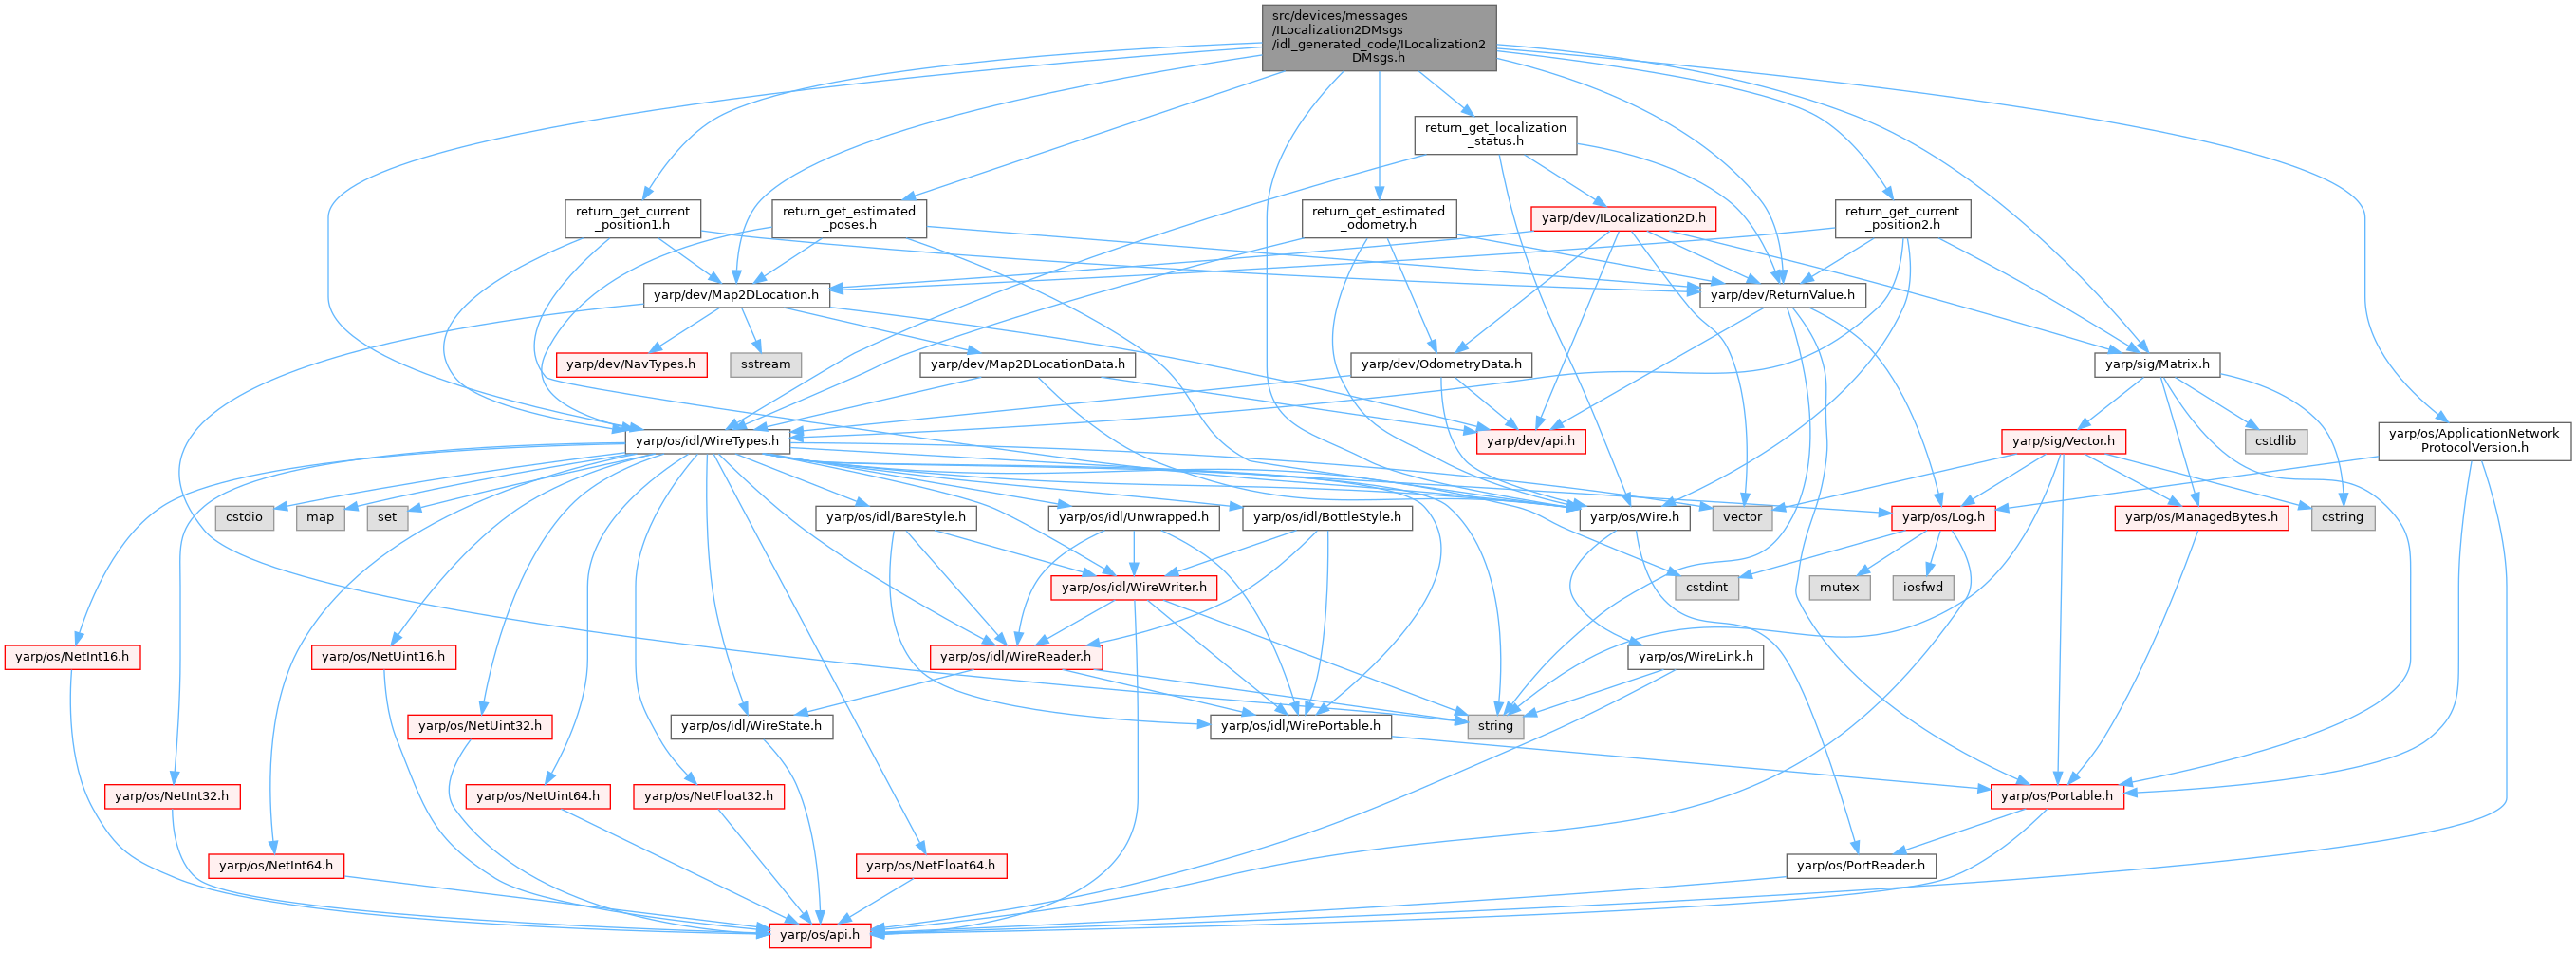 src/devices/messages
/ILocalization2DMsgs
/idl_generated_code/ILocalization2
DMsgs.h
return_get_localization
_status.h
return_get_current
_position1.h
return_get_estimated
_poses.h
return_get_estimated
_odometry.h
yarp/dev/ILocalization2D.h
return_get_current
_position2.h
yarp/dev/Map2DLocation.h
yarp/dev/ReturnValue.h
yarp/dev/NavTypes.h
sstream
yarp/dev/Map2DLocationData.h
yarp/dev/OdometryData.h
yarp/sig/Matrix.h
yarp/os/idl/WireTypes.h
yarp/dev/api.h
yarp/sig/Vector.h
cstdlib
yarp/os/ApplicationNetwork
ProtocolVersion.h
cstdio
map
set
yarp/os/idl/BareStyle.h
yarp/os/idl/Unwrapped.h
yarp/os/idl/BottleStyle.h
yarp/os/Wire.h
vector
yarp/os/Log.h
yarp/os/ManagedBytes.h
cstring
yarp/os/idl/WireWriter.h
cstdint
mutex
iosfwd
yarp/os/NetInt16.h
yarp/os/NetUint16.h
yarp/os/idl/WireReader.h
yarp/os/WireLink.h
yarp/os/NetUint32.h
yarp/os/idl/WireState.h
yarp/os/idl/WirePortable.h
string
yarp/os/NetInt32.h
yarp/os/NetUint64.h
yarp/os/NetFloat32.h
yarp/os/Portable.h
yarp/os/NetInt64.h
yarp/os/NetFloat64.h
yarp/os/PortReader.h
yarp/os/api.h